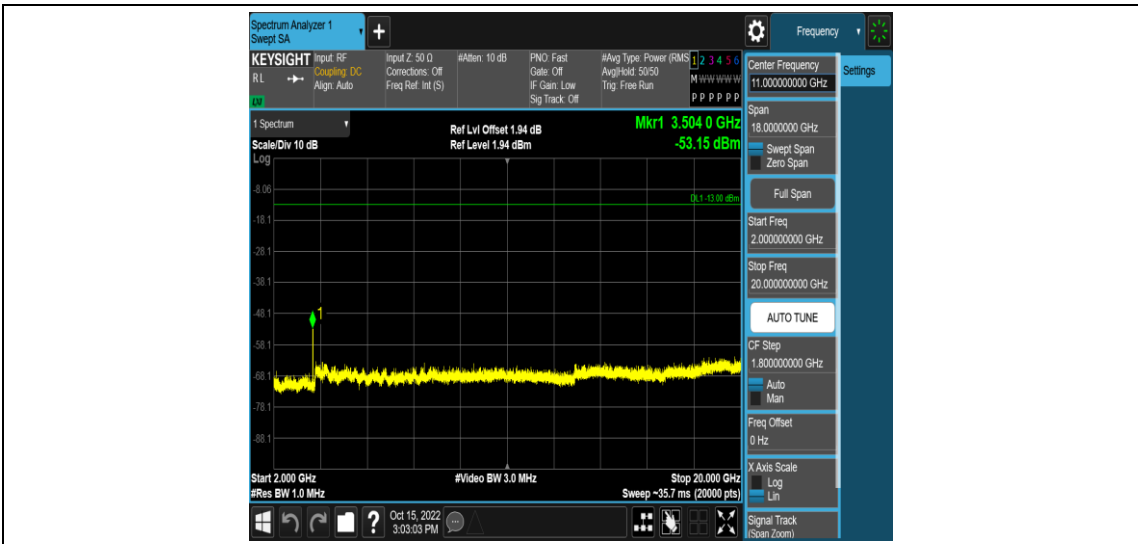 Spectrum Analyzer 1
Swept SA
+
Frequency
KEYSIGHT
RL
LXI
Input: RF
Coupling: DC
Align: Auto
Input Z: 50 Ω
Corrections: Off
Freq Ref: Int (S)
#Atten: 10 dB
PNO: Fast
Gate: Off
IF Gain: Low
Sig Track: Off
#Avg Type: Power (RMS
Avg|Hold: 50/50
Trig: Free Run
1 2 3 4 5 6
M W W W W W
P P P P P P
1 Spectrum
Scale/Div 10 dB
Log
Ref Lvl Offset 1.94 dB
Ref Level 1.94 dBm
Mkr1 3.504 0 GHz
-53.15 dBm
DL1 -13.00 dBm
-8.06
-18.1
-28.1
-38.1
-48.1
-58.1
-68.1
-78.1
-88.1
1
Start 2.000 GHz
#Res BW 1.0 MHz
#Video BW 3.0 MHz
Stop 20.000 GHz
Sweep ~35.7 ms (20000 pts)
Oct 15, 2022
3:03:03 PM
?
Center Frequency
11.000000000 GHz
Settings
Span
18.0000000 GHz
Swept Span
Zero Span
Full Span
Start Freq
2.000000000 GHz
Stop Freq
20.000000000 GHz
AUTO TUNE
CF Step
1.800000000 GHz
Auto
Man
Freq Offset
0 Hz
X Axis Scale
Log
Lin
Signal Track
(Span Zoom)